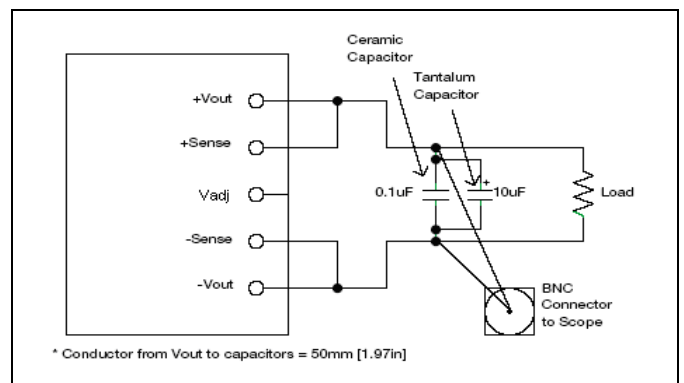 Ceramic
Capacitor
Tantalum
Capacitor
+Vout
+Sense
Vadj
-Sense
-Vout
0.1uF
+
10uF
Load
BNC
Connector
to Scope
* Conductor from Vout to capacitors = 50mm [1.97in]